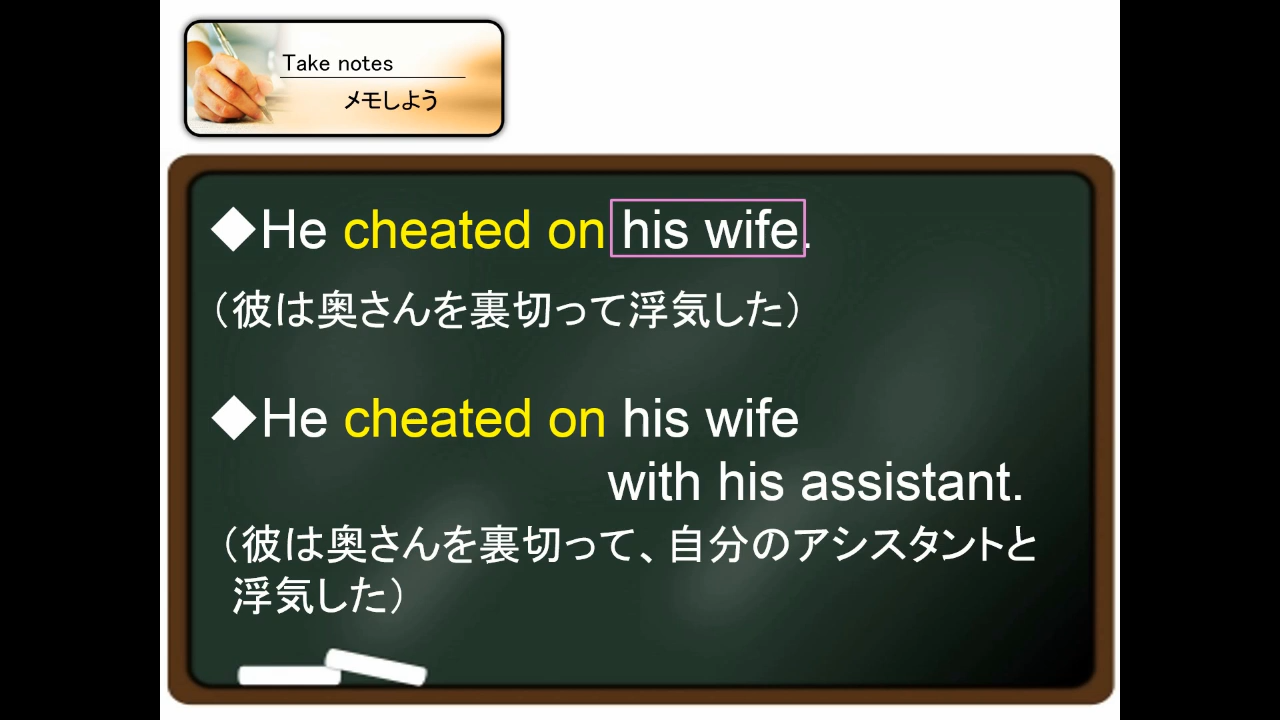 Take notes
メモしよう
◆He cheated on his wife.
（彼は奥さんを裏切って浮気した）
◆He cheated on his wife
with his assistant.
（彼は奥さんを裏切って、自分のアシスタントと
浮気した）